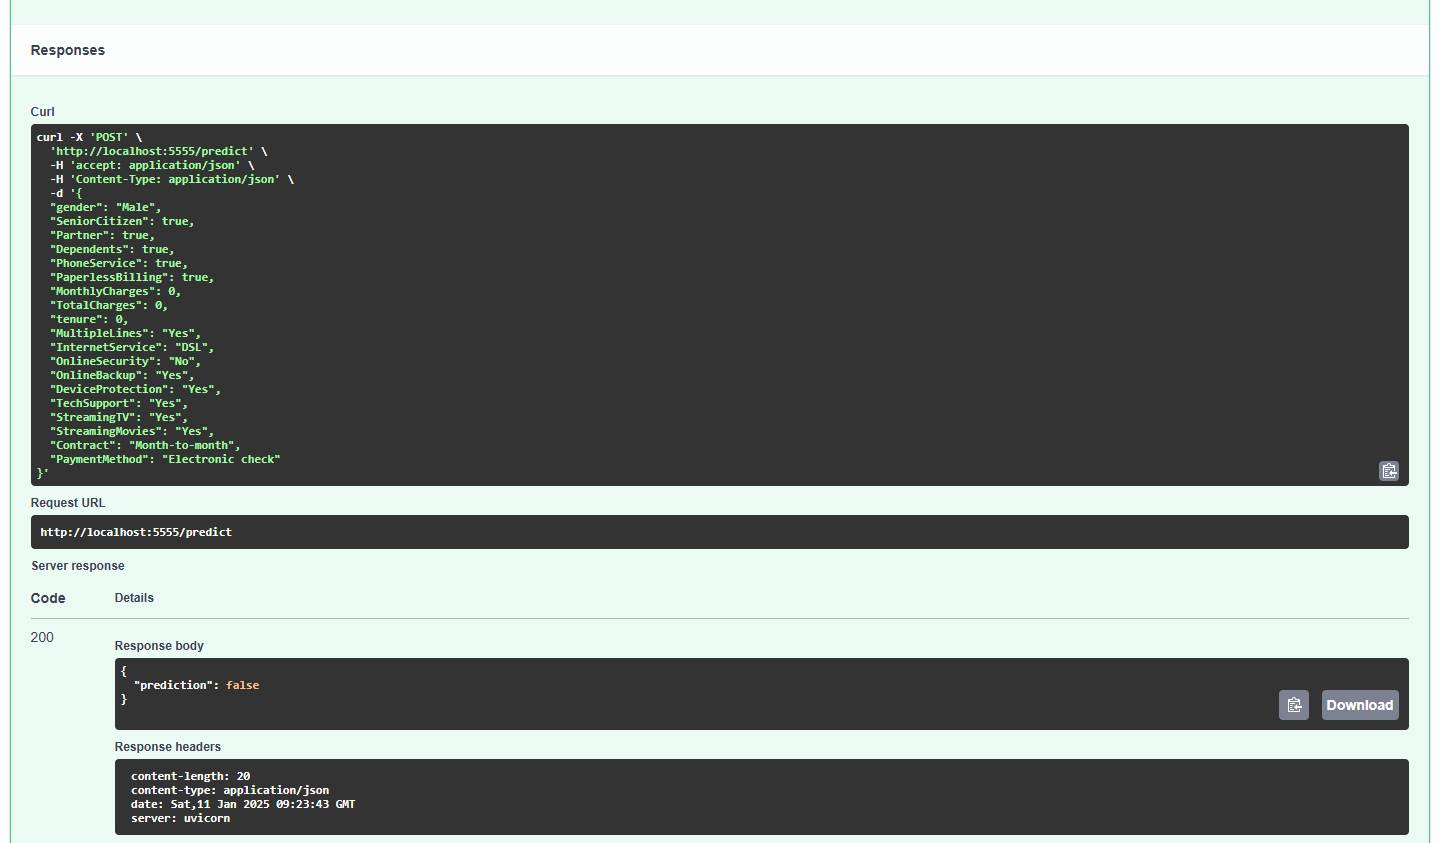 Responses
Curl
curl -X 'POST' \
'http://localhost:5555/predict' \
-H 'accept: application/json' \
-H 'Content-Type: application/json' \
-d '{
"gender": "Male",
"SeniorCitizen": true,
"Partner": true,
"Dependents": true,
"PhoneService": true,
"PaperlessBilling": true,
"MonthlyCharges": 0,
"TotalCharges": 0,
"tenure": 0,
"MultipleLines": "Yes",
"InternetService": "DSL",
"OnlineSecurity": "No",
"OnlineBackup": "Yes",
"DeviceProtection": "Yes",
"TechSupport": "Yes",
"StreamingTV": "Yes",
"StreamingMovies": "Yes",
"Contract": "Month-to-month",
"PaymentMethod": "Electronic check"
}'
Request URL
http://localhost:5555/predict
Server response
Code Details
200
Response body
{
"prediction": false
}
Download
Response headers
content-length: 20
content-type: application/json
date: Sat,11 Jan 2025 09:23:43 GMT
server: uvicorn